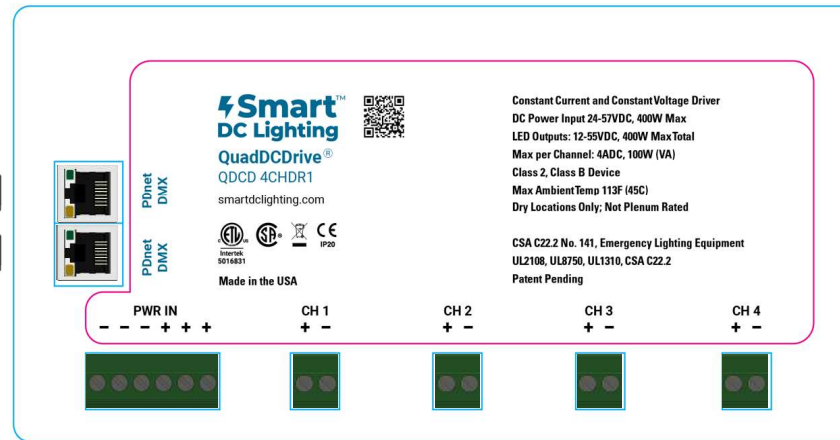 Smart™
DC Lighting
QuadDCDrive®
QDCD 4CHDR1
smartdclighting.com
c ETL us
Intertek
5016831
SA®
CE
IP20
Made in the USA
Constant Current and Constant Voltage Driver
DC Power Input 24-57VDC, 400W Max
LED Outputs: 12-55VDC, 400W Max Total
Max per Channel: 4ADC, 100W (VA)
Class 2, Class B Device
Max Ambient Temp 113F (45C)
Dry Locations Only; Not Plenum Rated
CSA C22.2 No. 141, Emergency Lighting Equipment
UL2108, UL8750, UL1310, CSA C22.2
Patent Pending
PDnet
DMX
PDnet
DMX
PWR IN
− − − + + +
CH 1
+ −
CH 2
+ −
CH 3
+ −
CH 4
+ −